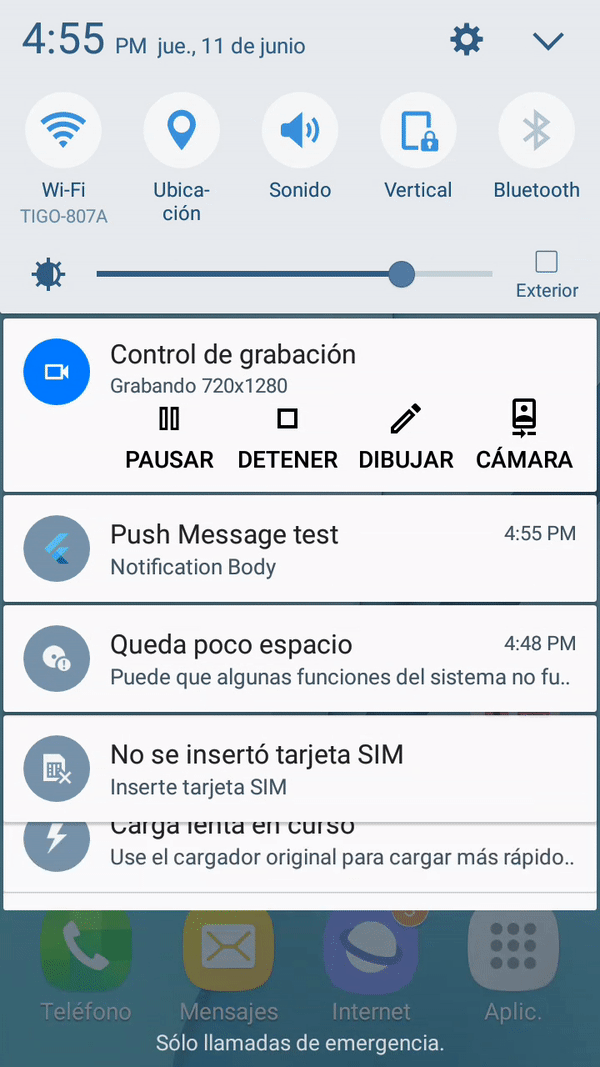 4:55 PM jue., 11 de junio
Wi-Fi
TIGO-807A
Ubica-
ción
Sonido
Vertical
Bluetooth
Exterior
Control de grabación
Grabando 720x1280
PAUSAR DETENER DIBUJAR CÁMARA
Push Message test 4:55 PM
Notification Body
Queda poco espacio 4:48 PM
Puede que algunas funciones del sistema no fu..
No se insertó tarjeta SIM
Inserte tarjeta SIM
Carga lenta en curso
Use el cargador original para cargar más rápido..
Teléfono Mensajes Internet Aplic.
Sólo llamadas de emergencia.